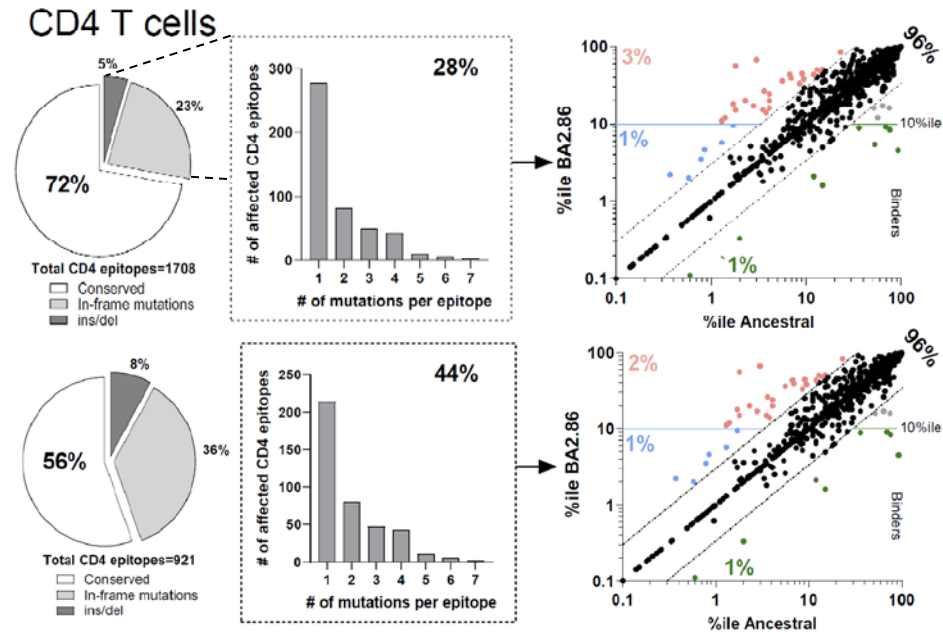 CD4 T cells
5%
23%
72%
Total CD4 epitopes=1708
Conserved
In-frame mutations
ins/del
28%
# of affected CD4 epitopes
300
200
100
0
1 2 3 4 5 6 7
# of mutations per epitope
3%
96%
1%
10%ile
Binders
`1%
%ile BA2.86
100
10
1
0.1
0.1 1 10 100
%ile Ancestral
8%
36%
56%
Total CD4 epitopes=921
Conserved
In-frame mutations
ins/del
44%
# of affected CD4 epitopes
250
200
150
100
50
0
1 2 3 4 5 6 7
# of mutations per epitope
2%
96%
1%
10%ile
Binders
1%
%ile BA2.86
100
10
1
0.1
0.1 1 10 100
%ile Ancestral